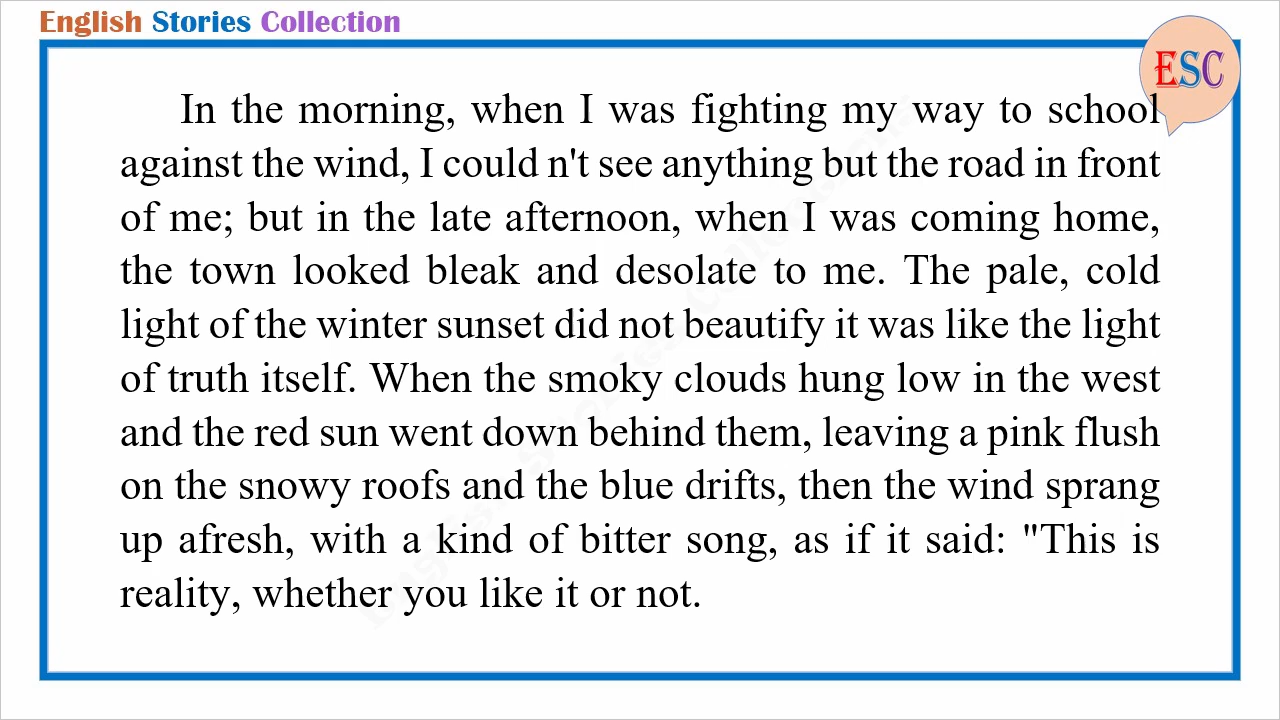 English Stories Collection
ESC
In the morning, when I was fighting my way to school
against the wind, I could n't see anything but the road in front
of me; but in the late afternoon, when I was coming home,
the town looked bleak and desolate to me. The pale, cold
light of the winter sunset did not beautify it was like the light
of truth itself. When the smoky clouds hung low in the west
and the red sun went down behind them, leaving a pink flush
on the snowy roofs and the blue drifts, then the wind sprang
up afresh, with a kind of bitter song, as if it said: "This is
reality, whether you like it or not.